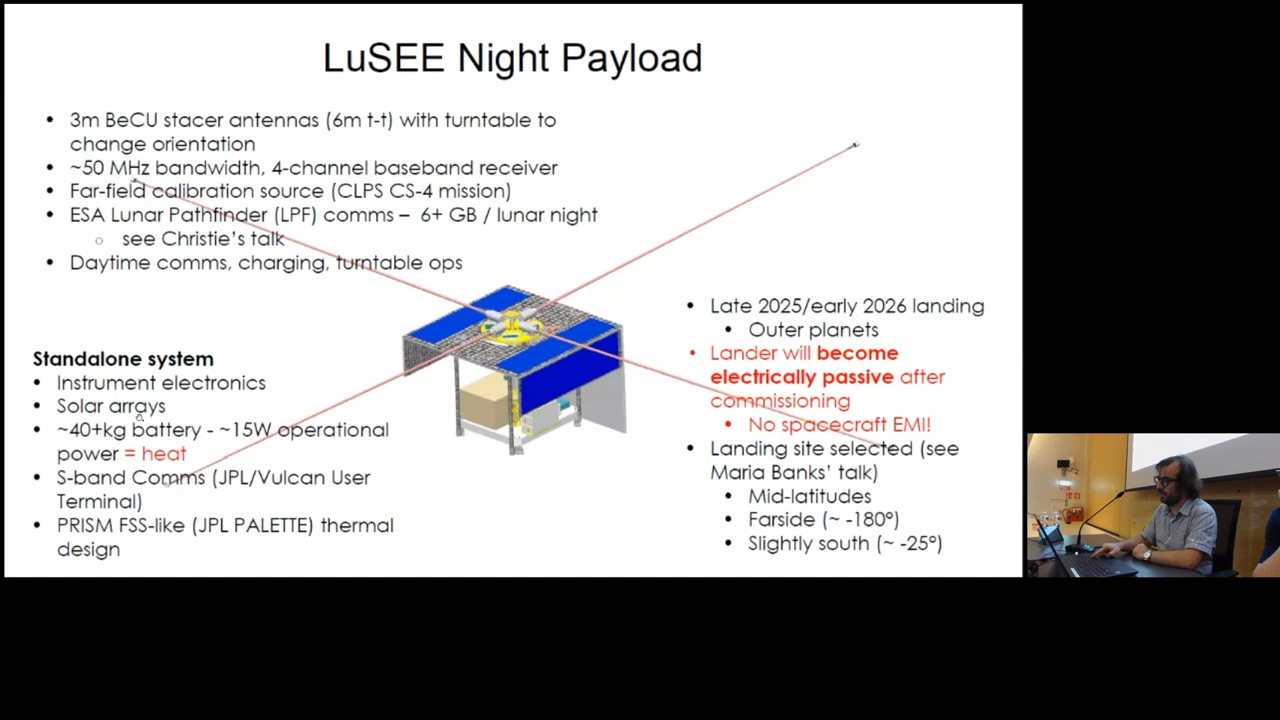 LuSEE Night Payload
• 3m BeCU stacer antennas (6m t-t) with turntable to
change orientation
• ~50 MHz bandwidth, 4-channel baseband receiver
• Far-field calibration source (CLPS CS-4 mission)
• ESA Lunar Pathfinder (LPF) comms – 6+ GB / lunar night
○ see Christie's talk
• Daytime comms, charging, turntable ops
Standalone system
• Instrument electronics
• Solar arrays
• ~40+kg battery - ~15W operational
power = heat
• S-band Comms (JPL/Vulcan User
Terminal)
• PRISM FSS-like (JPL PALETTE) thermal
design
• Late 2025/early 2026 landing
• Outer planets
• Lander will become
electrically passive after
commissioning
• No spacecraft EMI!
• Landing site selected (see
Maria Banks' talk)
• Mid-latitudes
• Farside (~ -180°)
• Slightly south (~ -25°)